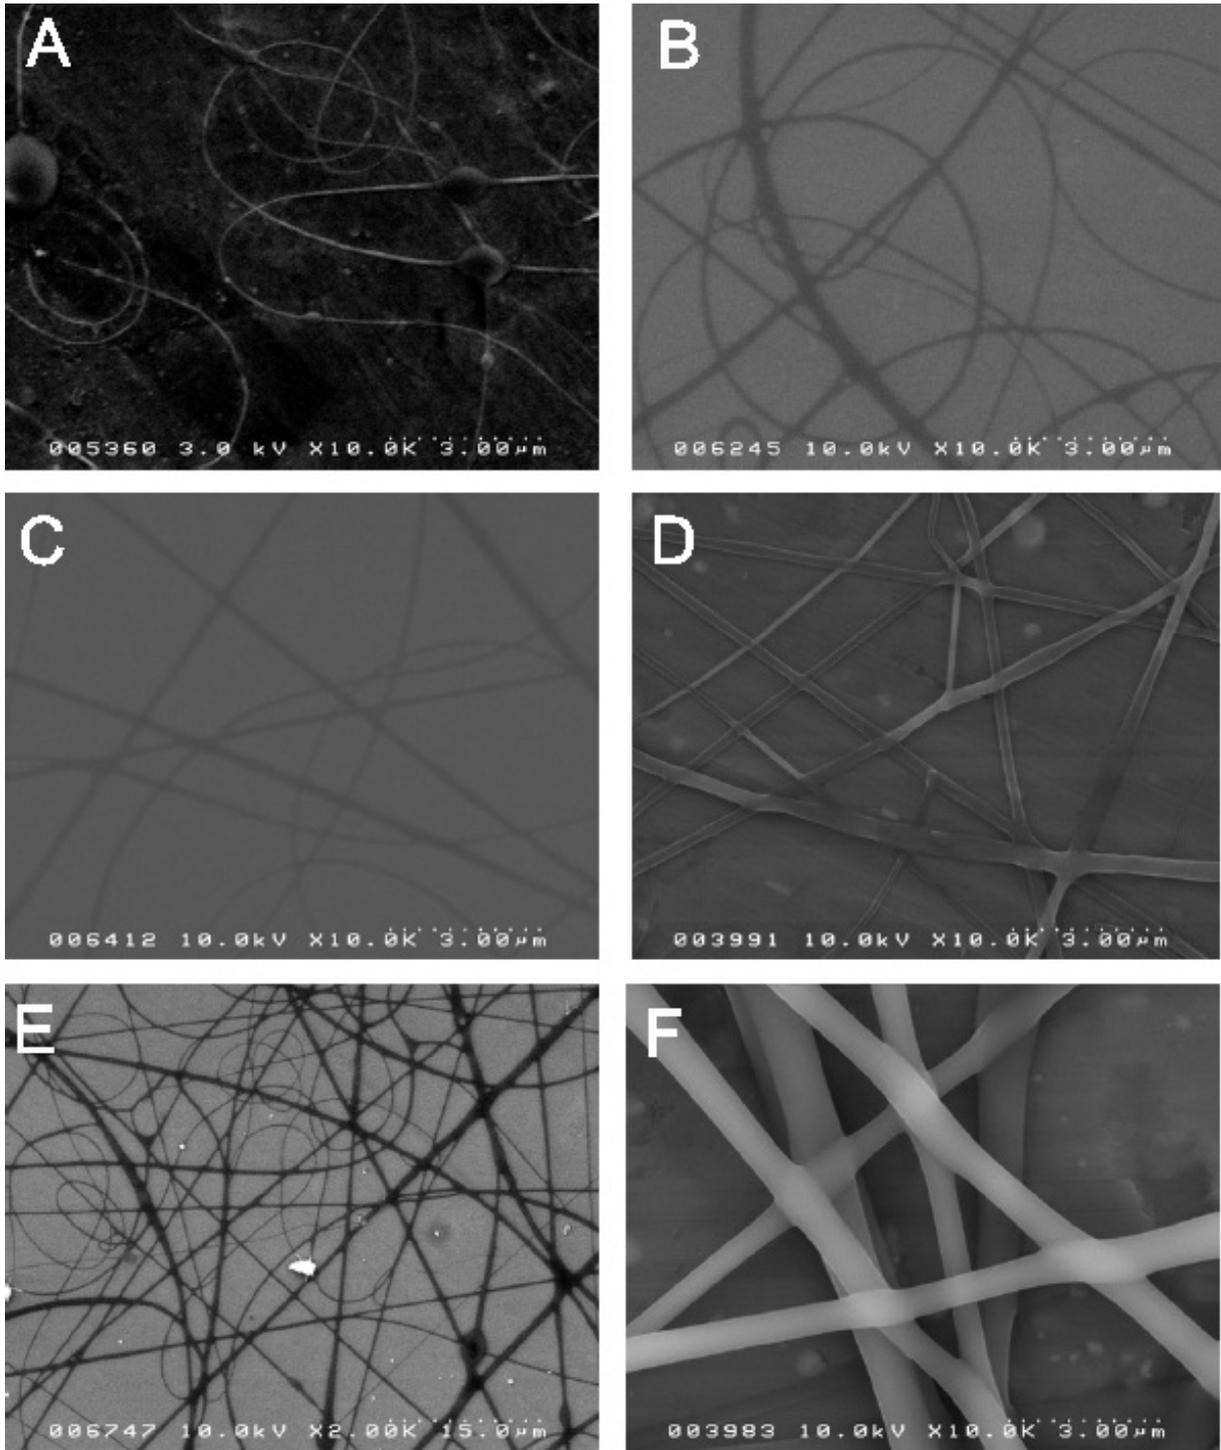 A
B
005360 3.0 kV X10.0K 3.00µm
006245 10.0kV X10.0K 3.00µm
C
D
006412 10.0kV X10.0K 3.00µm
003991 10.0kV X10.0K 3.00µm
E
F
006747 10.0kV X2.00K 15.0µm
003983 10.0kV X10.0K 3.00µm